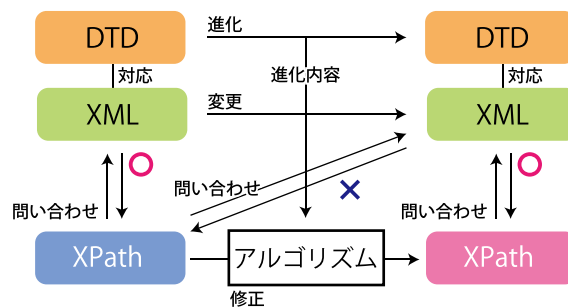 DTD
進化
DTD
対応
進化内容
対応
XML
変更
XML
問い合わせ
問い合わせ
問い合わせ
XPath
アルゴリズム
XPath
修正